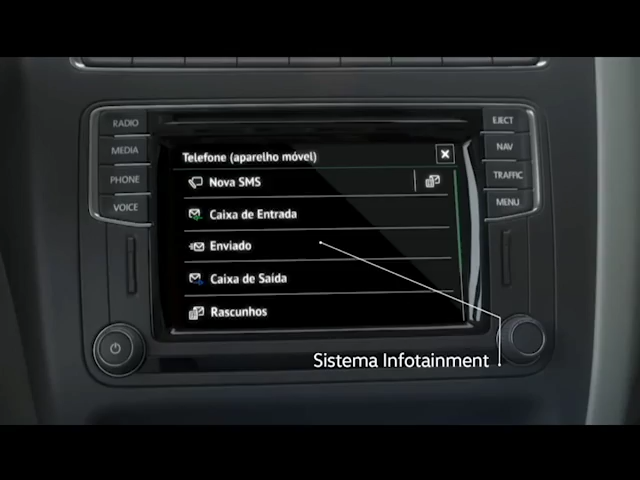 RADIO
MEDIA
PHONE
VOICE
EJECT
NAV
TRAFFIC
MENU
Telefone (aparelho móvel)
Nova SMS
Caixa de Entrada
Enviado
Caixa de Saída
Rascunhos
Sistema Infotainment